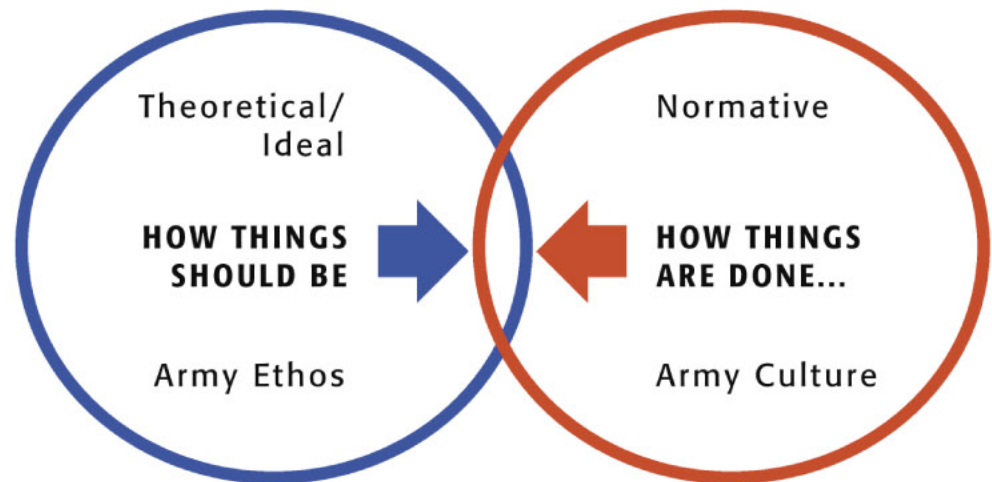 Theoretical/
Ideal
HOW THINGS
SHOULD BE
Army Ethos
Normative
HOW THINGS
ARE DONE...
Army Culture